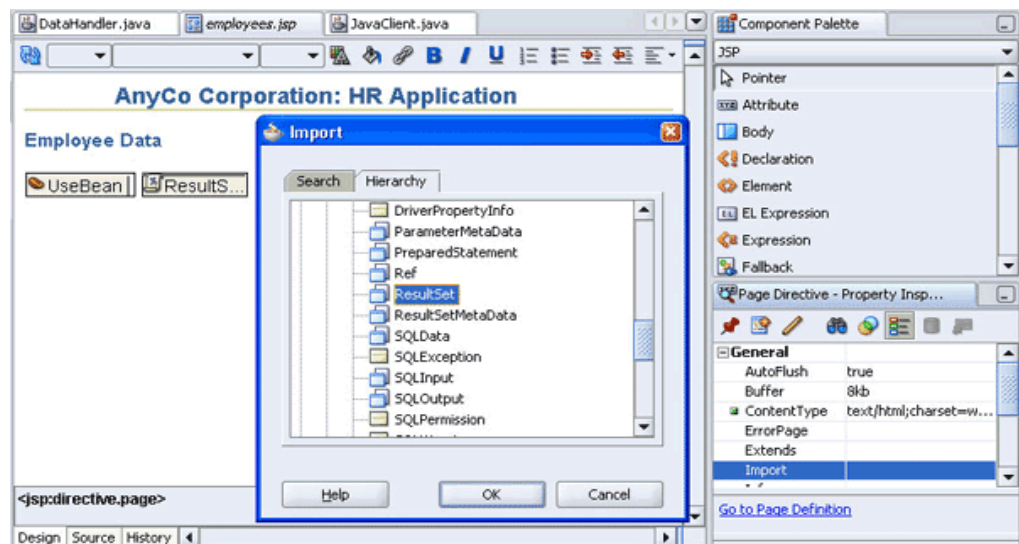 DataHandler.java
employees.jsp
JavaClient.java
B I U
AnyCo Corporation: HR Application
Employee Data
UseBean
ResultS...
Import
Search
Hierarchy
DriverPropertyInfo
ParameterMetaData
PreparedStatement
Ref
ResultSet
ResultSetMetaData
SQLData
SQLException
SQLInput
SQLOutput
SQLPermission
Help
OK
Cancel
<jsp:directive.page>
Design
Source
History
Component Palette
JSP
Pointer
Attribute
Body
Declaration
Element
EL Expression
Expression
Fallback
Page Directive - Property Insp...
General
AutoFlush true
Buffer 8kb
ContentType text/html;charset=w...
ErrorPage
Extends
Import
Go to Page Definition